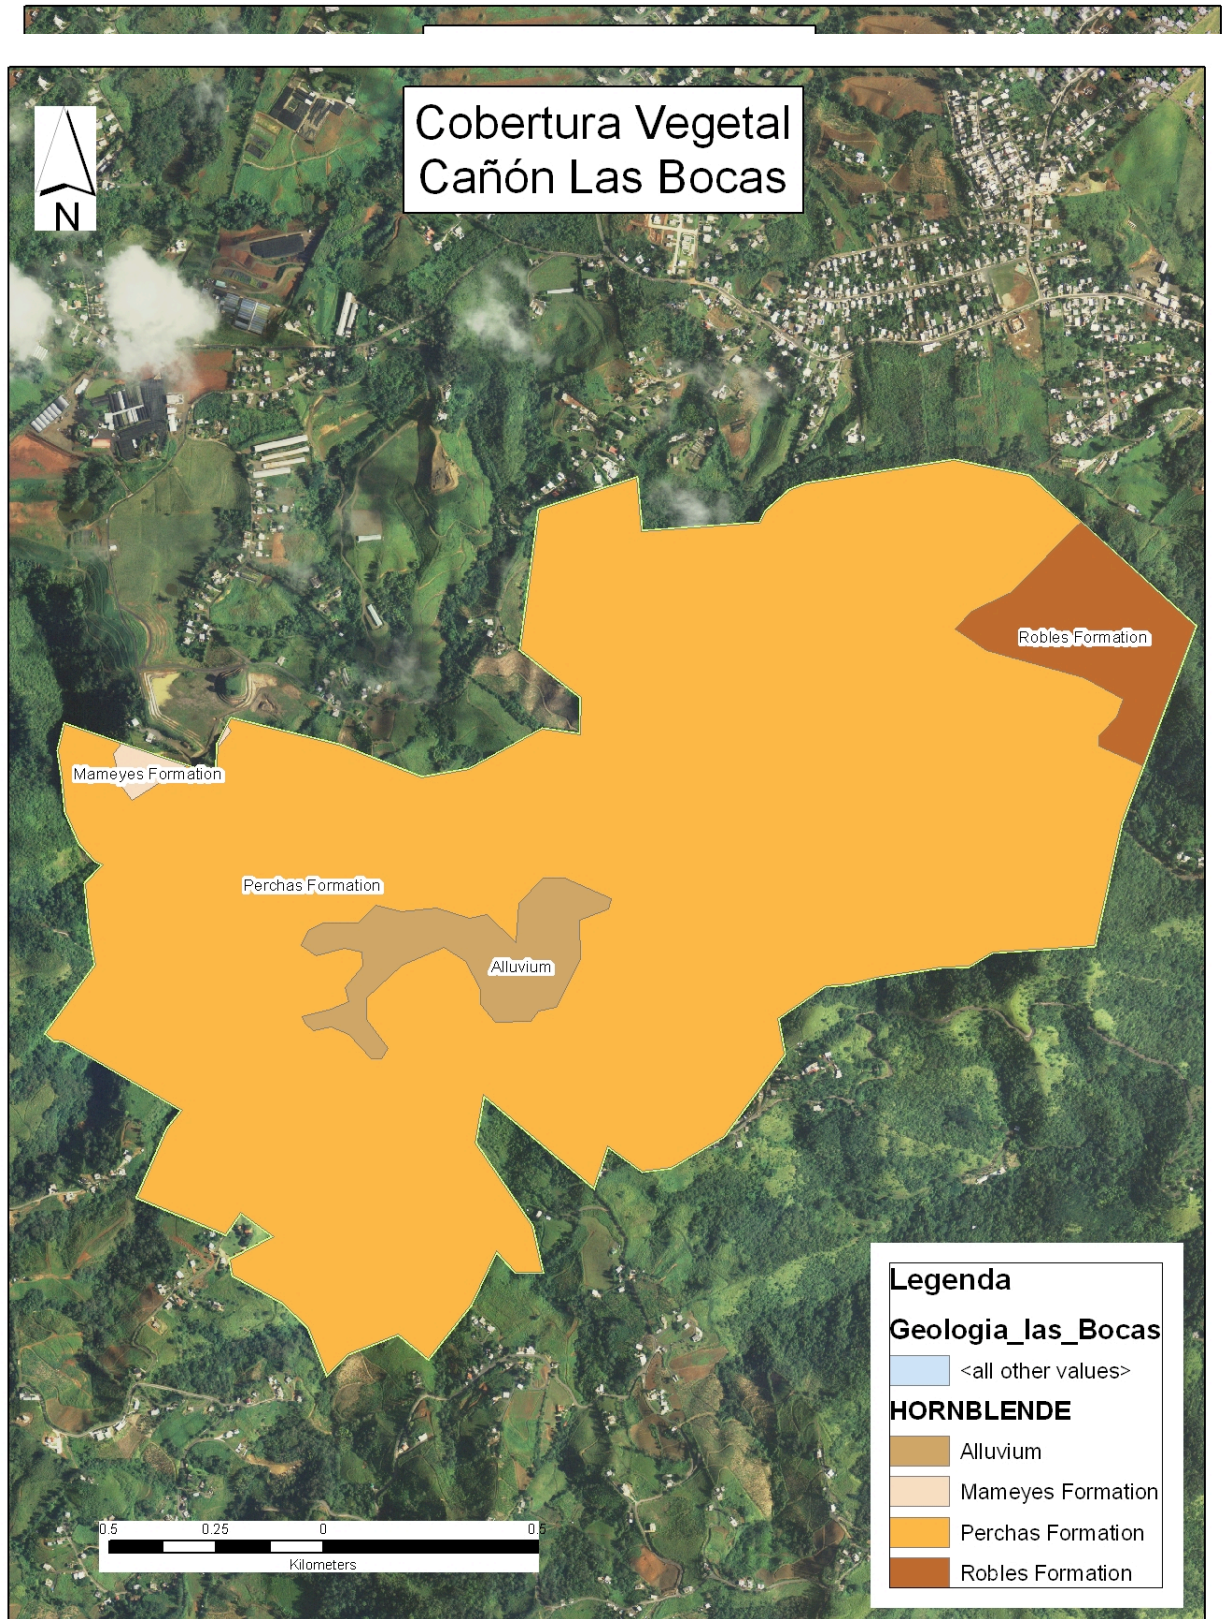 Cobertura Vegetal
Cañón Las Bocas
N
Robles Formation
Mameyes Formation
Perchas Formation
Alluvium
Legenda
Geologia_las_Bocas
<all other values>
HORNBLENDE
Alluvium
Mameyes Formation
Perchas Formation
Robles Formation
0.5 0.25 0 0.5
Kilometers